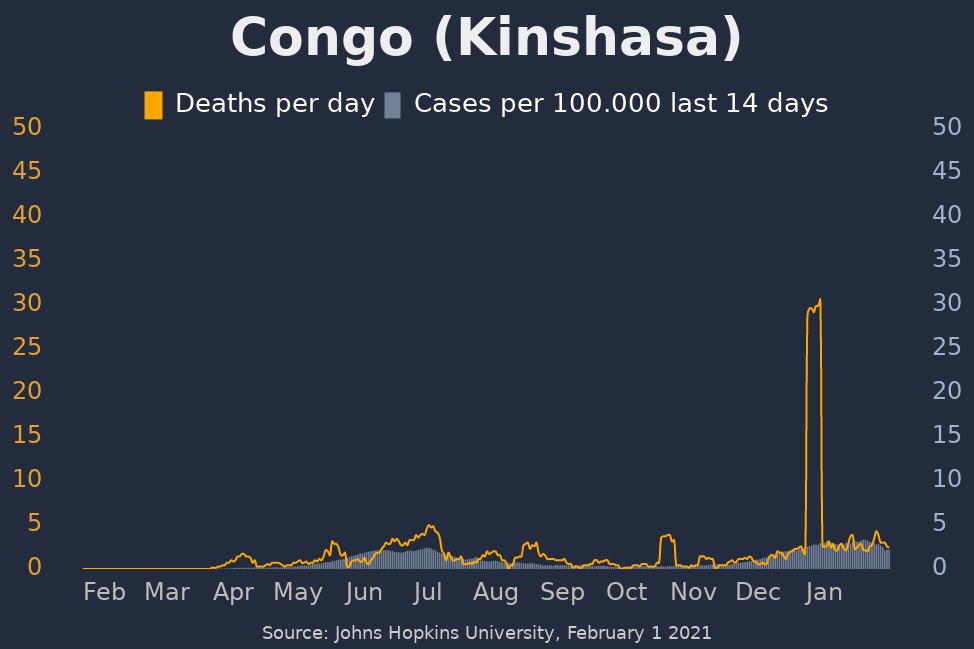 Congo (Kinshasa)
Deaths per day Cases per 100.000 last 14 days
50 50
45 45
40 40
35 35
30 30
25 25
20 20
15 15
10 10
5 5
0 0
Feb Mar Apr May Jun Jul Aug Sep Oct Nov Dec Jan
Source: Johns Hopkins University, February 1 2021